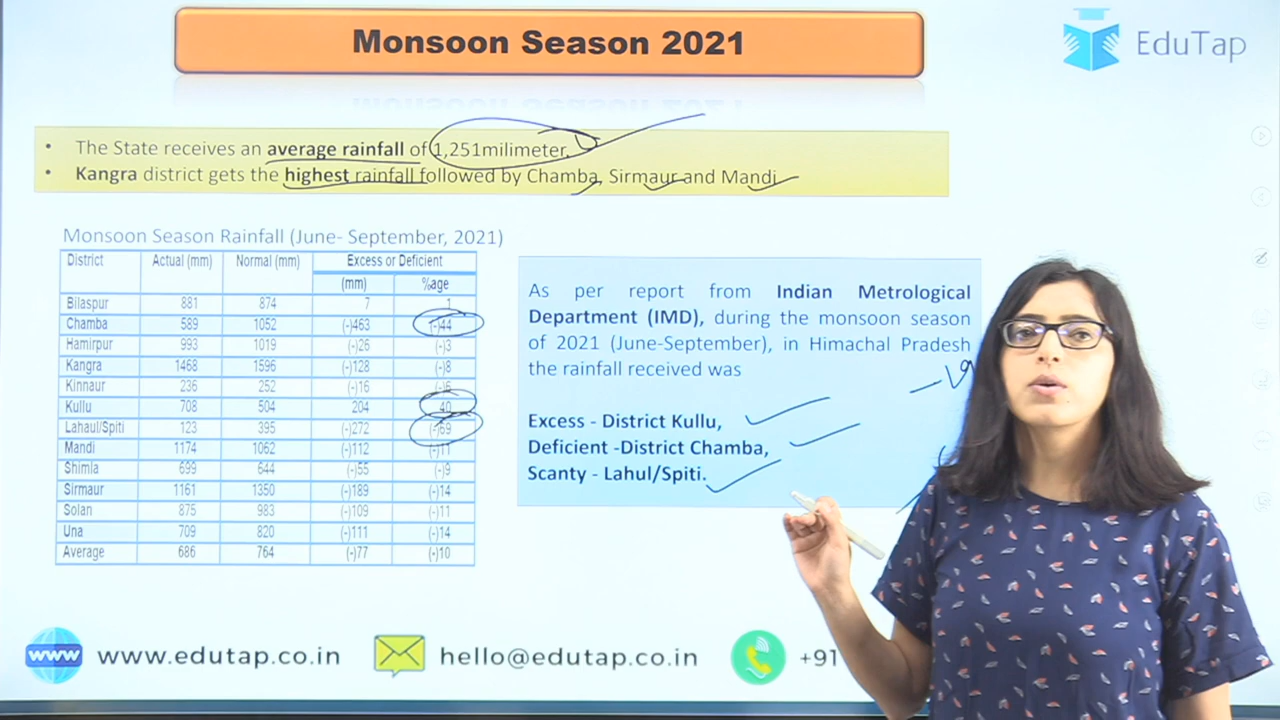 Monsoon Season 2021
EduTap
• The State receives an average rainfall of 1,251milimeter.
• Kangra district gets the highest rainfall followed by Chamba, Sirmaur and Mandi
Monsoon Season Rainfall (June- September, 2021)
District Actual (mm) Normal (mm) Excess or Deficient
(mm) %age
Bilaspur 881 874 7 1
Chamba 589 1052 (-)463 (-)44
Hamirpur 993 1019 (-)26 (-)3
Kangra 1468 1596 (-)128 (-)8
Kinnaur 236 252 (-)16 (-)6
Kullu 708 504 204 40
Lahaul/Spiti 123 395 (-)272 (-)69
Mandi 1174 1062 (-)112 (-)11
Shimla 699 644 (-)55 (-)9
Sirmaur 1161 1350 (-)189 (-)14
Solan 875 983 (-)109 (-)11
Una 709 820 (-)111 (-)14
Average 686 764 (-)77 (-)10
As per report from Indian Metrological
Department (IMD), during the monsoon season
of 2021 (June-September), in Himachal Pradesh
the rainfall received was
Excess - District Kullu,
Deficient -District Chamba,
Scanty - Lahul/Spiti.
www www.edutap.co.in
hello@edutap.co.in
+91